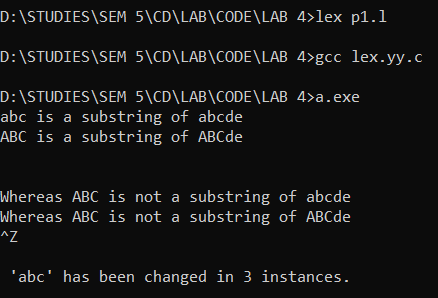 D:\STUDIES\SEM 5\CD\LAB\CODE\LAB 4>lex p1.l
D:\STUDIES\SEM 5\CD\LAB\CODE\LAB 4>gcc lex.yy.c
D:\STUDIES\SEM 5\CD\LAB\CODE\LAB 4>a.exe
abc is a substring of abcde
ABC is a substring of ABCde
Whereas ABC is not a substring of abcde
Whereas ABC is not a substring of ABCde
^Z
'abc' has been changed in 3 instances.